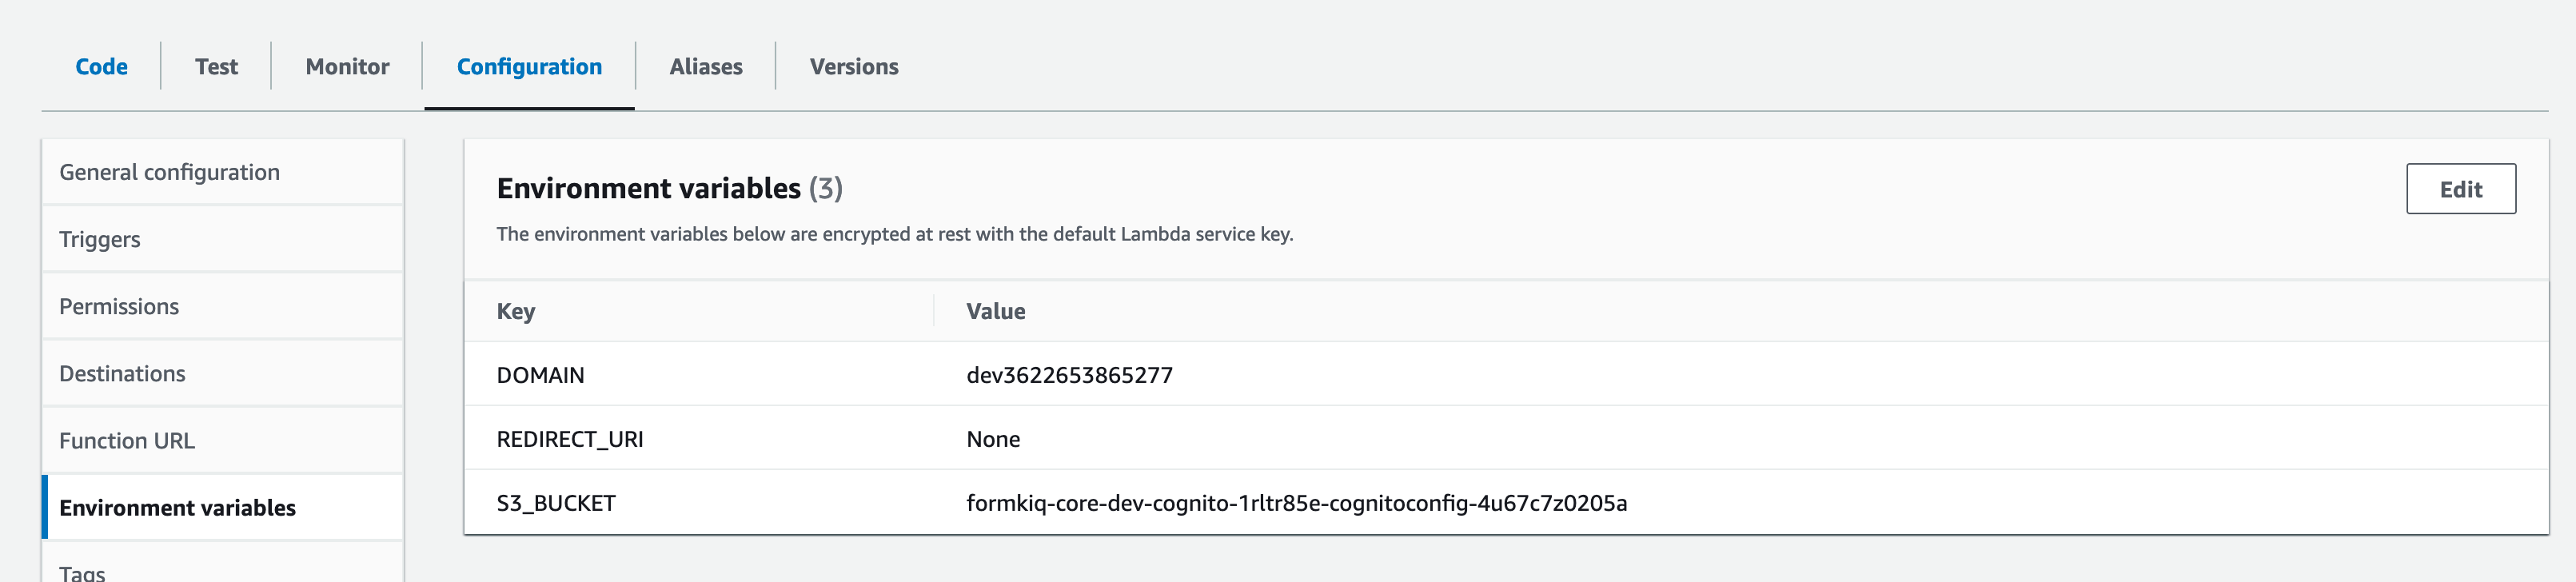 Code Test Monitor Configuration Aliases Versions
General configuration
Triggers
Permissions
Destinations
Function URL
Environment variables
Tags
Environment variables (3)
Edit
The environment variables below are encrypted at rest with the default Lambda service key.
Key Value
DOMAIN dev3622653865277
REDIRECT_URI None
S3_BUCKET formkiq-core-dev-cognito-1rltr85e-cognitoconfig-4u67c7z0205a